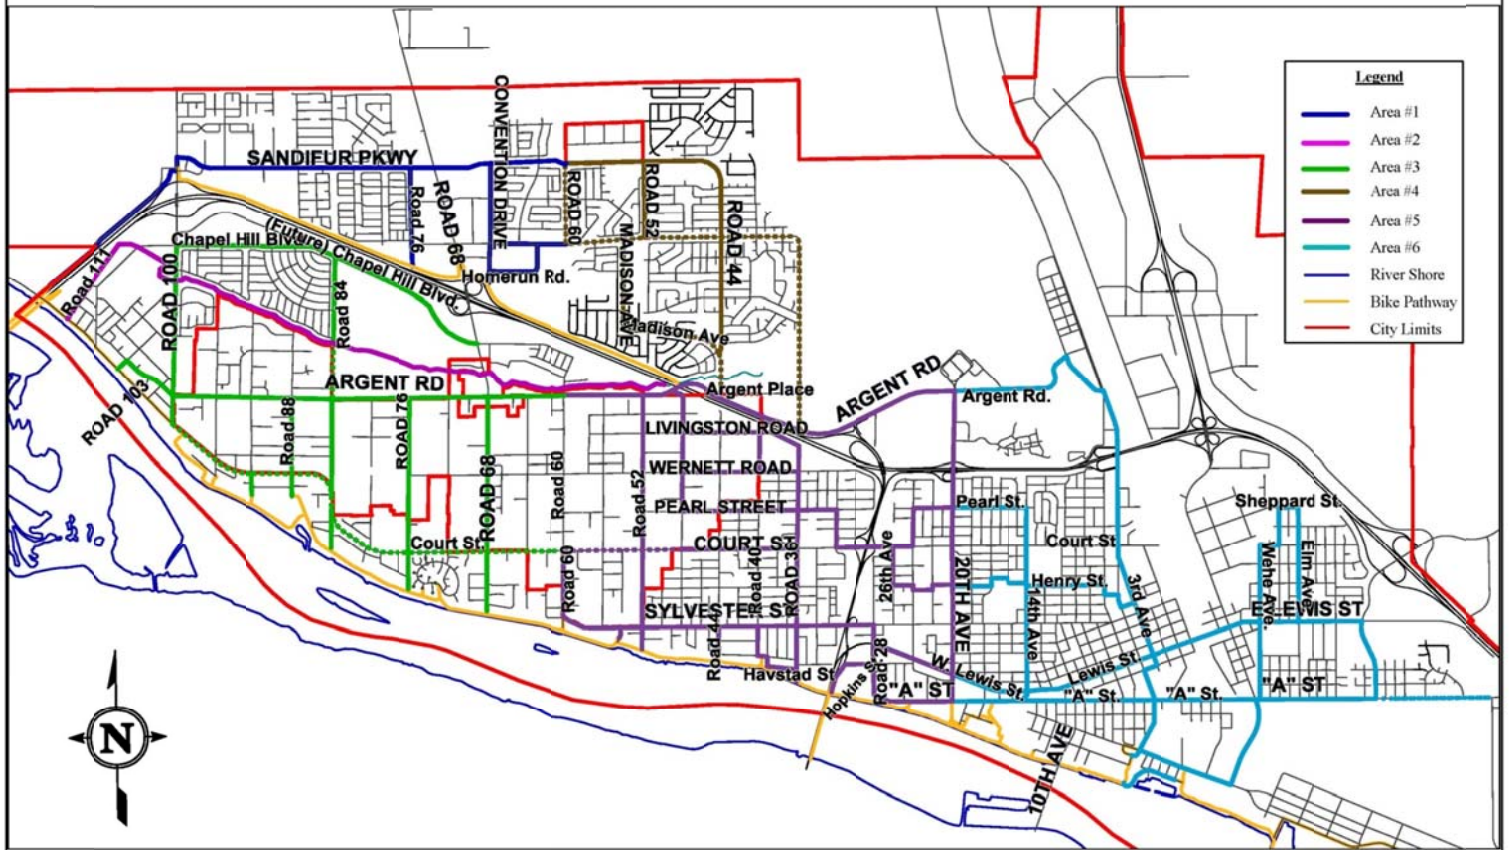 Legend
Area #1
Area #2
Area #3
Area #4
Area #5
Area #6
River Shore
Bike Pathway
City Limits
CONVENTION DRIVE
SANDIFUR PKWY
Road 76
ROAD 68
ROAD 60
ROAD 52
ROAD 44
MADISON AVE
Chapel Hill Blvd
(Future) Chapel Hill Blvd.
Homerun Rd.
Road 111
ROAD 100
Road 84
Madison Ave
ARGENT RD
Argent Place
ARGENT RD
Argent Rd.
ROAD 103
Road 88
ROAD 76
ROAD 68
Road 60
Road 52
LIVINGSTON ROAD
WERNETT ROAD
PEARL STREET
Pearl St.
Sheppard St.
Court St.
COURT ST
Court St.
Road 60
Road 40
ROAD 36
26th Ave
20TH AVE
Henry St.
14th Ave
3rd Ave
Wehe Ave.
Elm Ave
E LEWIS ST
SYLVESTER ST
Road 44
Havstad St.
Hopkins S
Road 28
W. Lewis St.
Lewis St.
"A" ST
"A" St.
"A" St.
"A" ST
10TH AVE
N